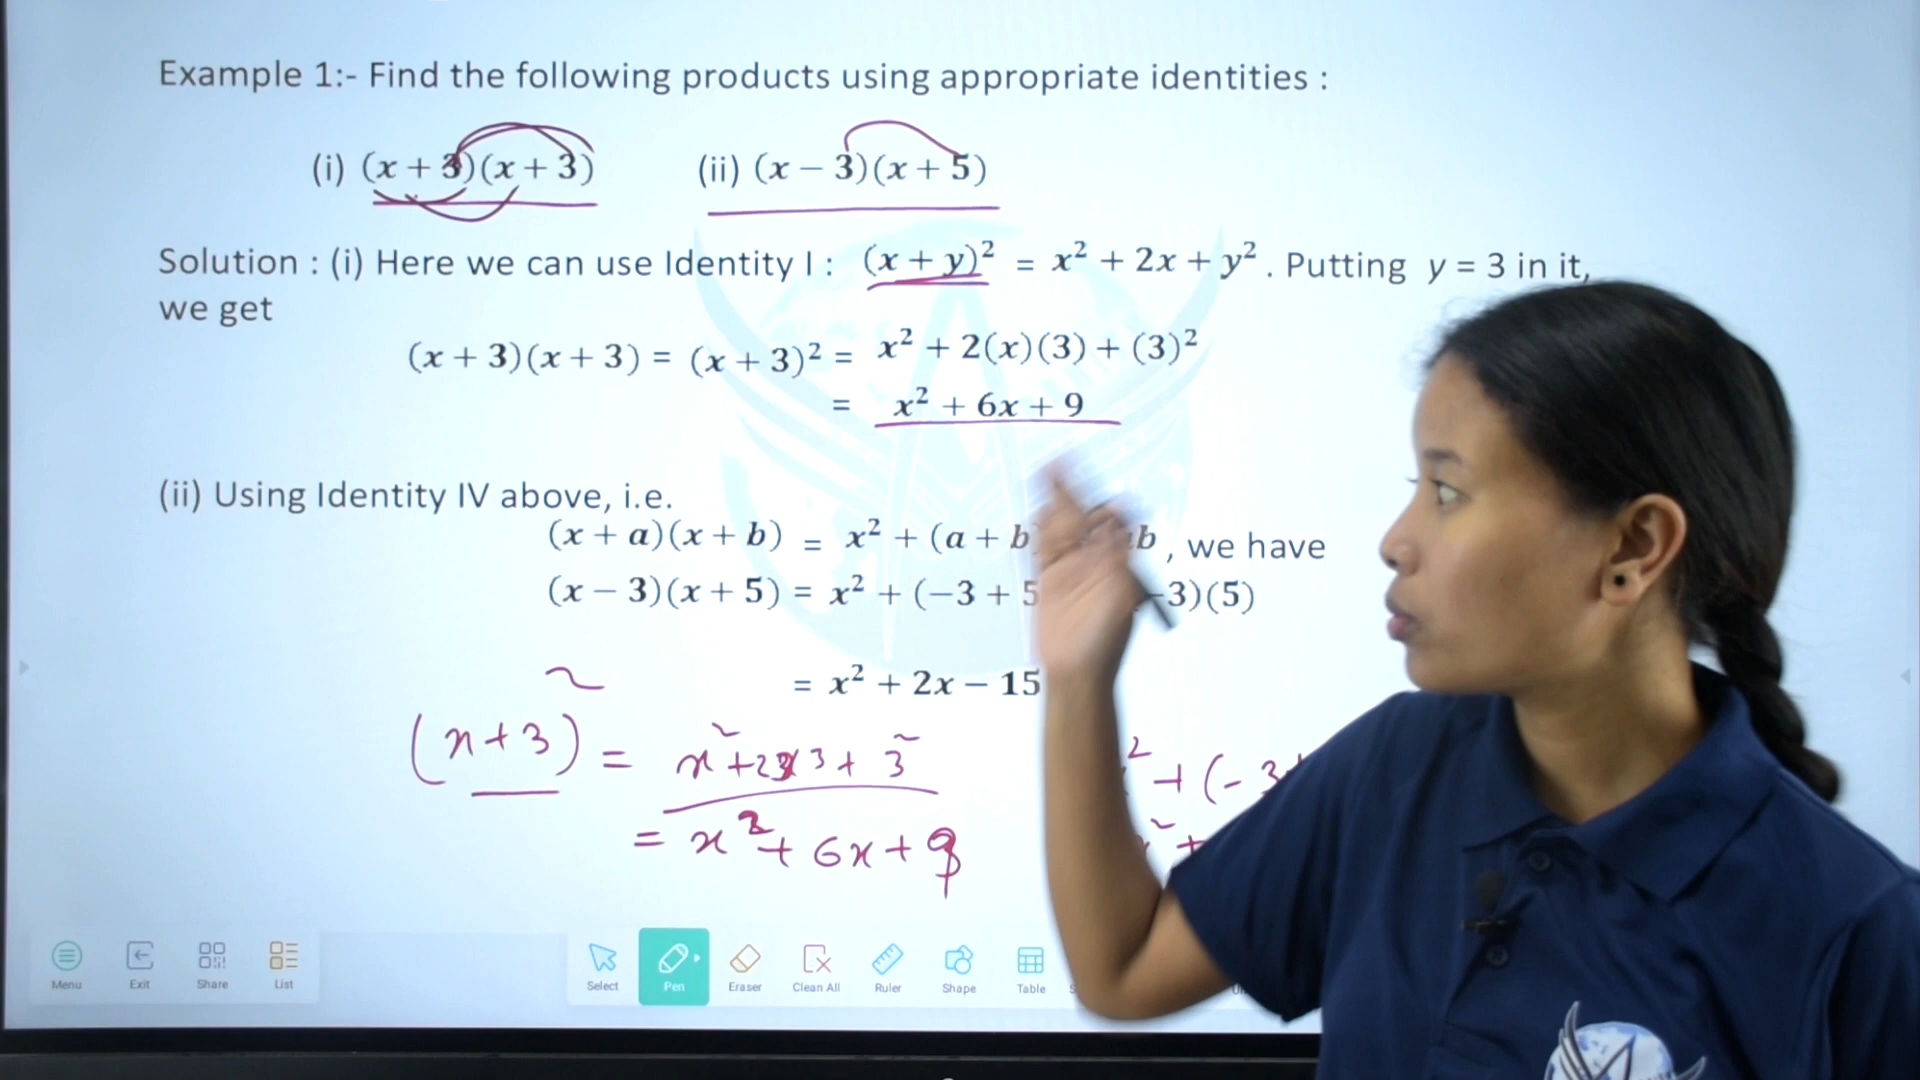 Example 1:- Find the following products using appropriate identities :
(i) (x + 3)(x + 3) (ii) (x − 3)(x + 5)
Solution : (i) Here we can use Identity I : (x + y)² = x² + 2x + y² . Putting y = 3 in it,
we get
(x + 3)(x + 3) = (x + 3)² = x² + 2(x)(3) + (3)²
= x² + 6x + 9
(ii) Using Identity IV above, i.e.
(x + a)(x + b) = x² + (a + b b , we have
(x − 3)(x + 5) = x² + (−3 + 5 −3)(5)
= x² + 2x − 15
(x+3)² = x²+2x3+ 3²
² + (- 3
= x²+ 6x+9
² +
Menu Exit Share List Select Pen Eraser Clean All Ruler Shape Table